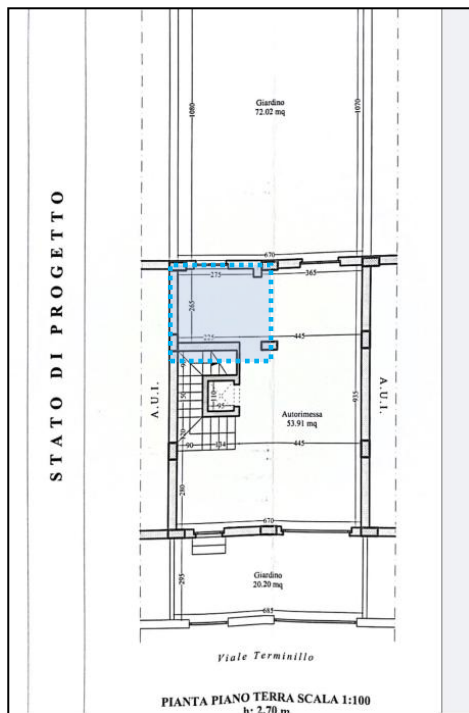 STATO DI PROGETTO
1080
1070
Giardino
72.02 mq
670
275
365
265
225
445
A.U.I.
A.U.I.
110
95
935
Autorimessa
53.91 mq
90
134
445
280
670
295
Giardino
20.20 mq
685
Viale Terminillo
PIANTA PIANO TERRA SCALA 1:100
h: 2.70 m